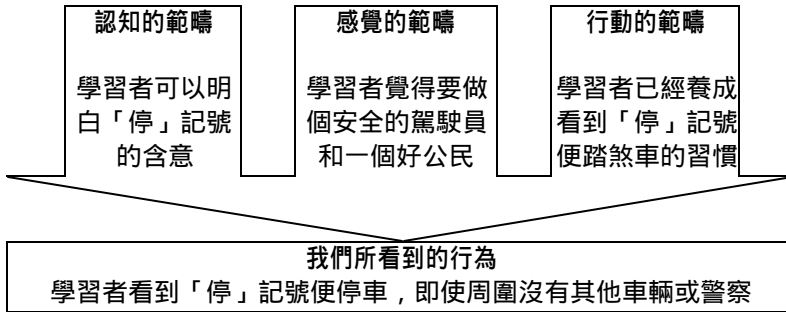 認知的範疇
學習者可以明
白「停」記號
的含意
感覺的範疇
學習者覺得要做
個安全的駕駛員
和一個好公民
行動的範疇
學習者已經養成
看到「停」記號
便踏煞車的習慣
我們所看到的行為
學習者看到「停」記號便停車，即使周圍沒有其他車輛或警察